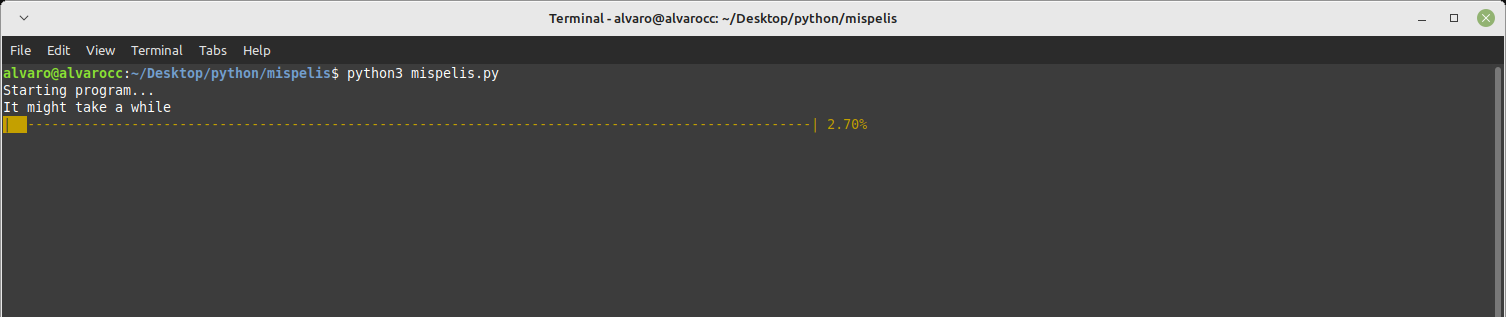 Terminal - alvaro@alvarocc: ~/Desktop/python/mispelis
File Edit View Terminal Tabs Help
alvaro@alvarocc:~/Desktop/python/mispelis$ python3 mispelis.py
Starting program...
It might take a while
|--------------------------------------------------------------------------------------------------| 2.70%